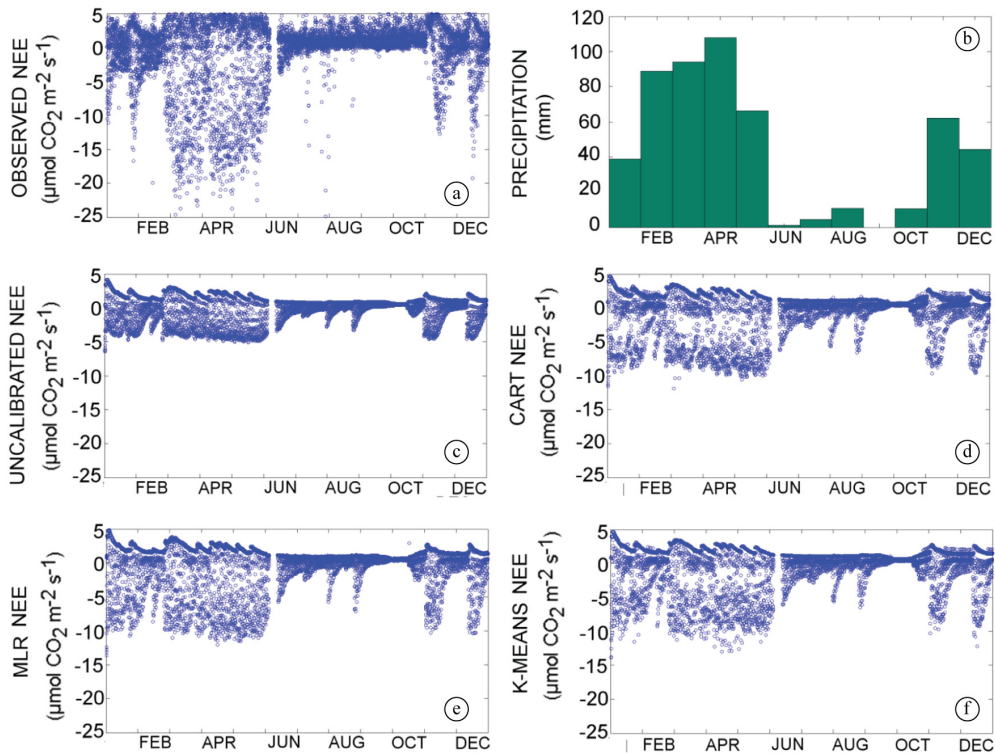 OBSERVED NEE
(µmol CO2 m-2 s-1)
5
0
-5
-10
-15
-20
-25
FEB APR JUN AUG OCT DEC
a
PRECIPITATION
(mm)
120
100
80
60
40
20
0
FEB APR JUN AUG OCT DEC
b
UNCALIBRATED NEE
(µmol CO2 m-2 s-1)
5
0
-5
-10
-15
-20
-25
FEB APR JUN AUG OCT DEC
c
CART NEE
(µmol CO2 m-2 s-1)
5
0
-5
-10
-15
-20
-25
FEB APR JUN AUG OCT DEC
d
MLR NEE
(µmol CO2 m-2 s-1)
5
0
-5
-10
-15
-20
-25
FEB APR JUN AUG OCT DEC
e
K-MEANS NEE
(µmol CO2 m-2 s-1)
5
0
-5
-10
-15
-20
-25
FEB APR JUN AUG OCT DEC
f